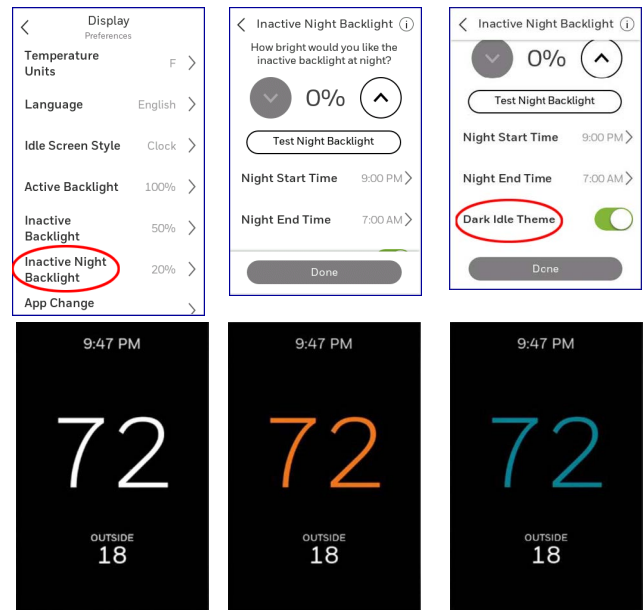 Display
Preferences
Temperature
Units
F
Language
English
Idle Screen Style
Clock
Active Backlight
100%
Inactive
Backlight
50%
Inactive Night
Backlight
20%
App Change
Inactive Night Backlight i
How bright would you like the
inactive backlight at night?
0%
Test Night Backlight
Night Start Time
9:00 PM
Night End Time
7:00 AM
Done
Inactive Night Backlight i
0%
Test Night Backlight
Night Start Time
9:00 PM
Night End Time
7:00 AM
Dark Idle Theme
Done
9:47 PM
72
OUTSIDE
18
9:47 PM
72
OUTSIDE
18
9:47 PM
72
OUTSIDE
18